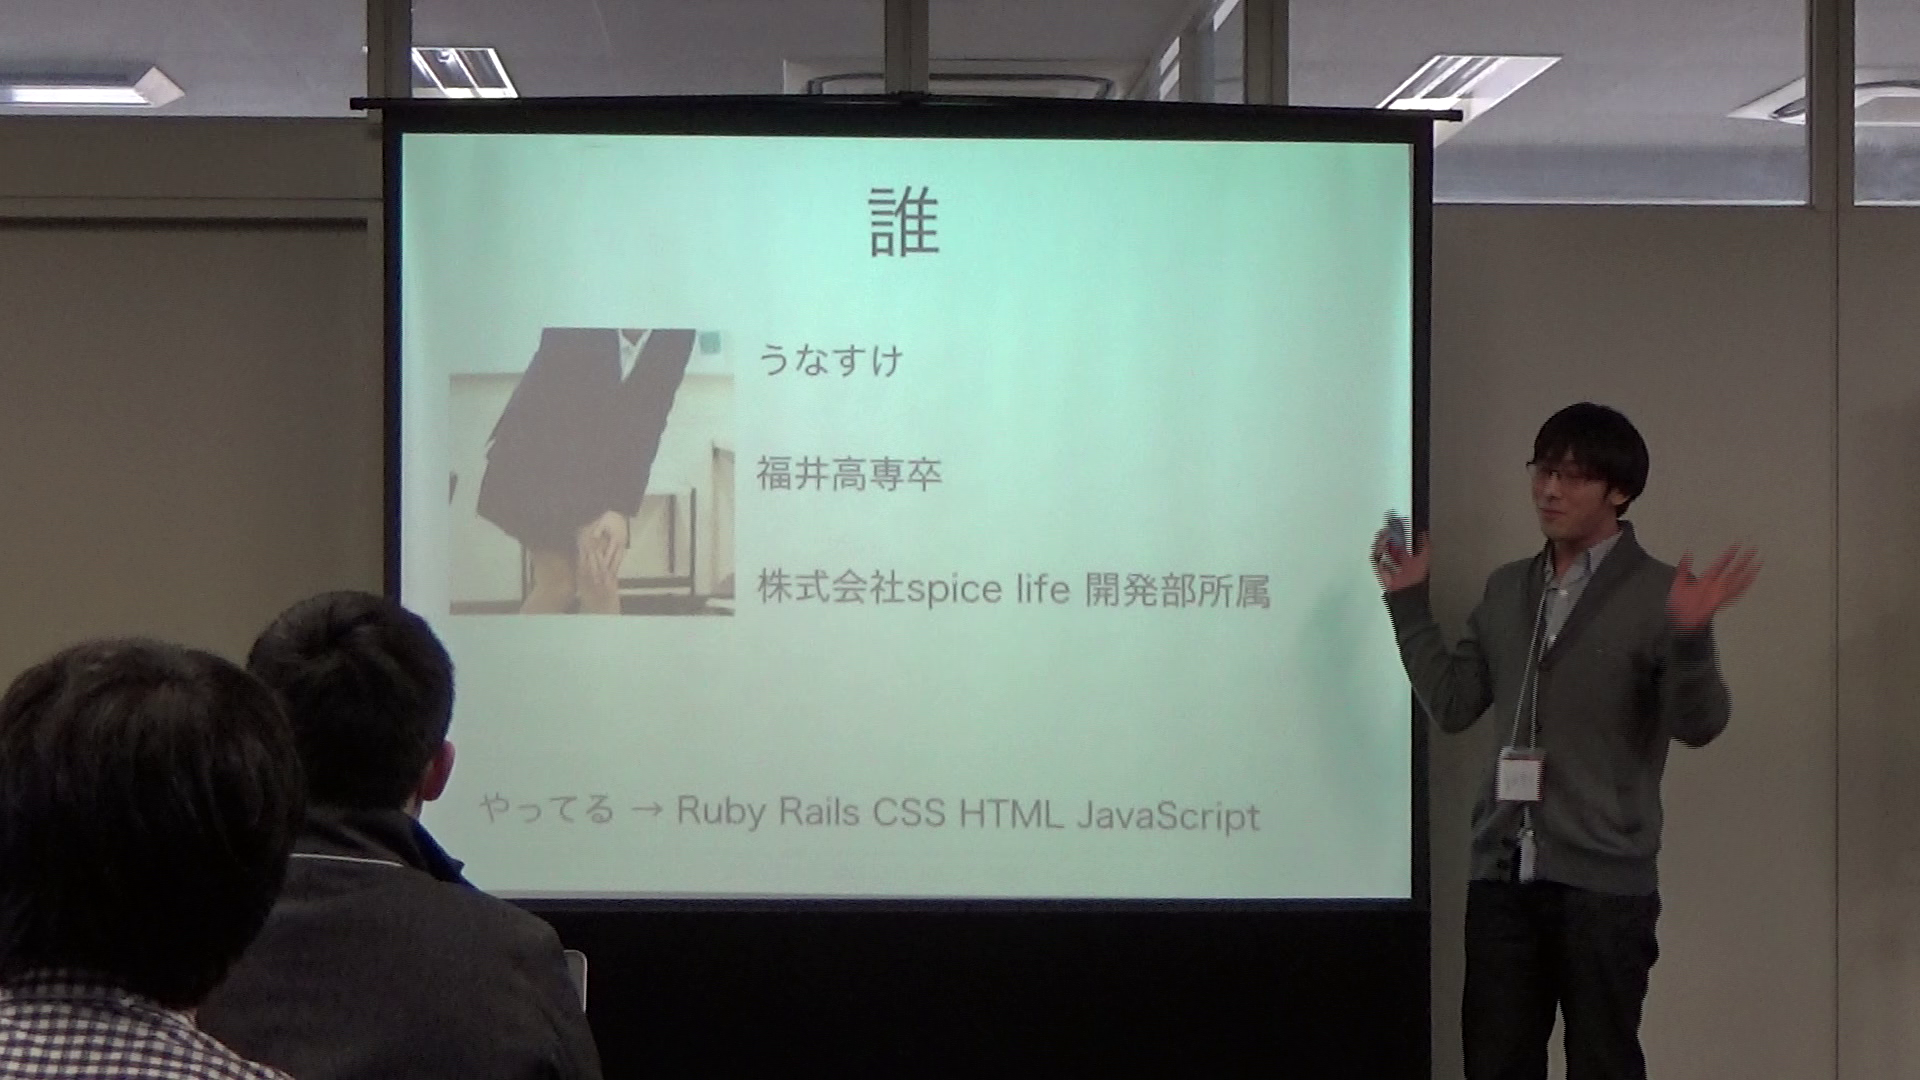 誰
うなすけ
福井高専卒
株式会社spice life 開発部所属
やってる → Ruby Rails CSS HTML JavaScript